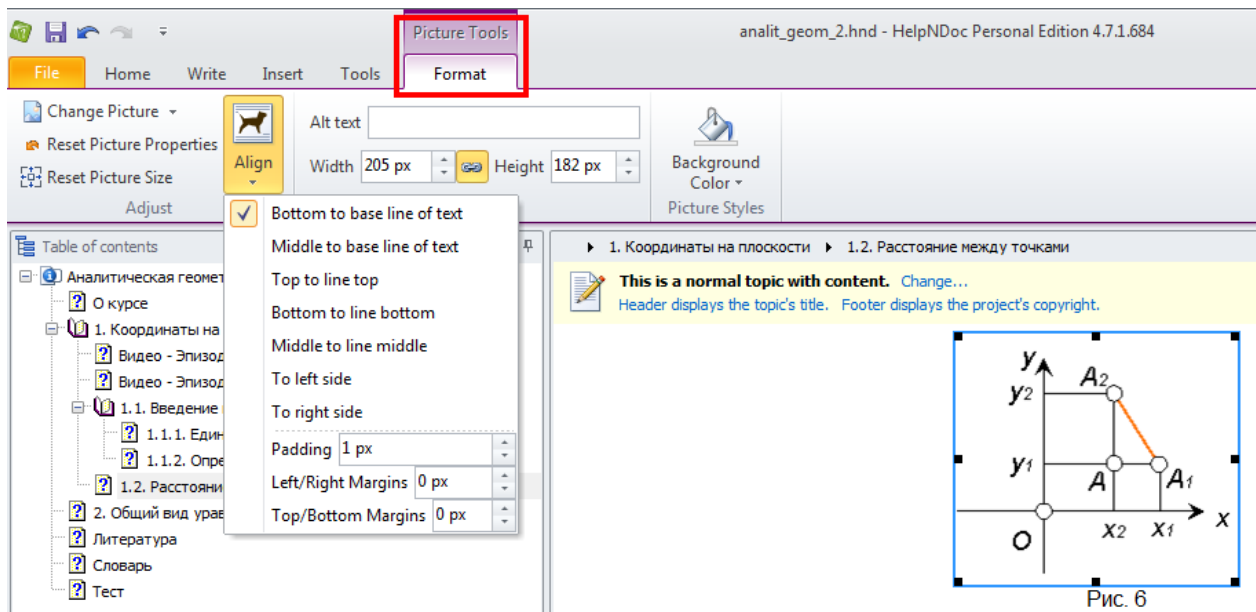 Picture Tools
analit_geom_2.hnd - HelpNDoc Personal Edition 4.7.1.684
File Home Write Insert Tools Format
Change Picture
Reset Picture Properties
Reset Picture Size
Adjust
Align
Alt text
Width 205 px Height 182 px
Background
Color
Picture Styles
Bottom to base line of text
Middle to base line of text
Top to line top
Bottom to line bottom
Middle to line middle
To left side
To right side
Padding 1 px
Left/Right Margins 0 px
Top/Bottom Margins 0 px
Table of contents
Аналитическая геомет
О курсе
1. Координаты на
Видео - Эпизод
Видео - Эпизод
1.1. Введение
1.1.1. Един
1.1.2. Опре
1.2. Расстояни
2. Общий вид урав
Литература
Словарь
Тест
1. Координаты на плоскости 1.2. Расстояние между точками
This is a normal topic with content. Change...
Header displays the topic's title. Footer displays the project's copyright.
y
A2
y2
y1
A A1
O x2 x1 x
Рис. 6